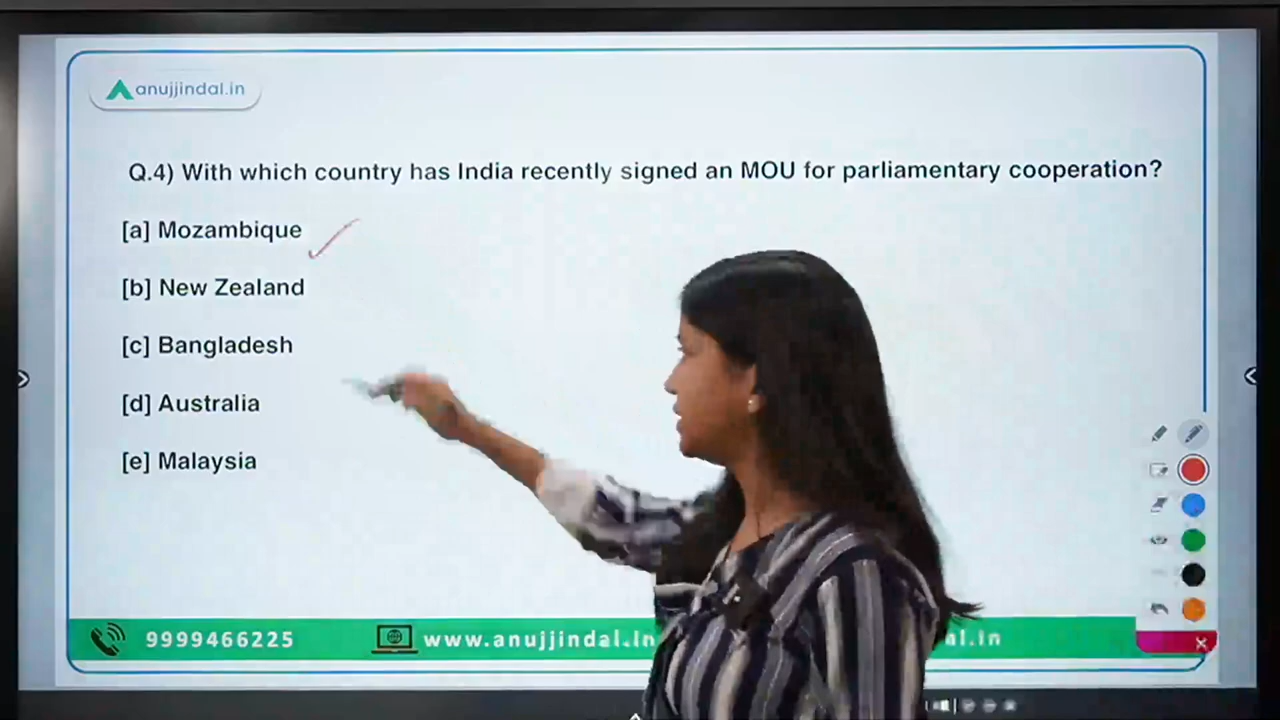 anujjindal.in
Q.4) With which country has India recently signed an MOU for parliamentary cooperation?
[a] Mozambique
[b] New Zealand
[c] Bangladesh
[d] Australia
[e] Malaysia
9999466225
www.anujjindal.in